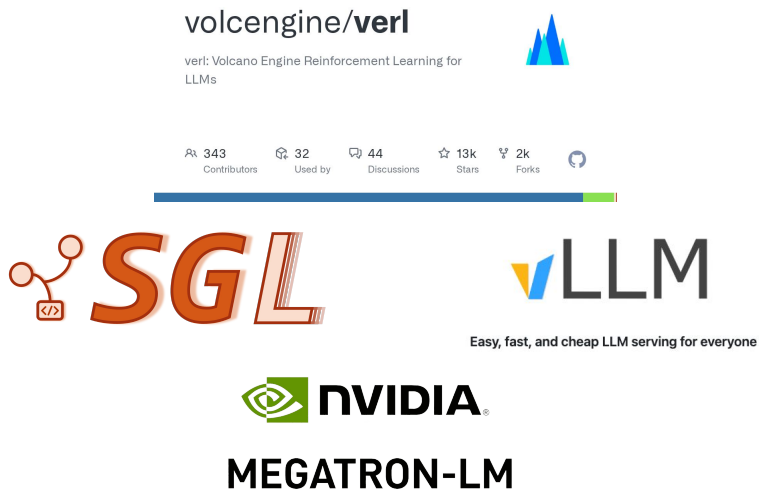 volcengine/verl
verl: Volcano Engine Reinforcement Learning for
LLMs
343 32 44 13k 2k
Contributors Used by Discussions Stars Forks
</>
SGL
vLLM
Easy, fast, and cheap LLM serving for everyone
NVIDIA®
MEGATRON-LM